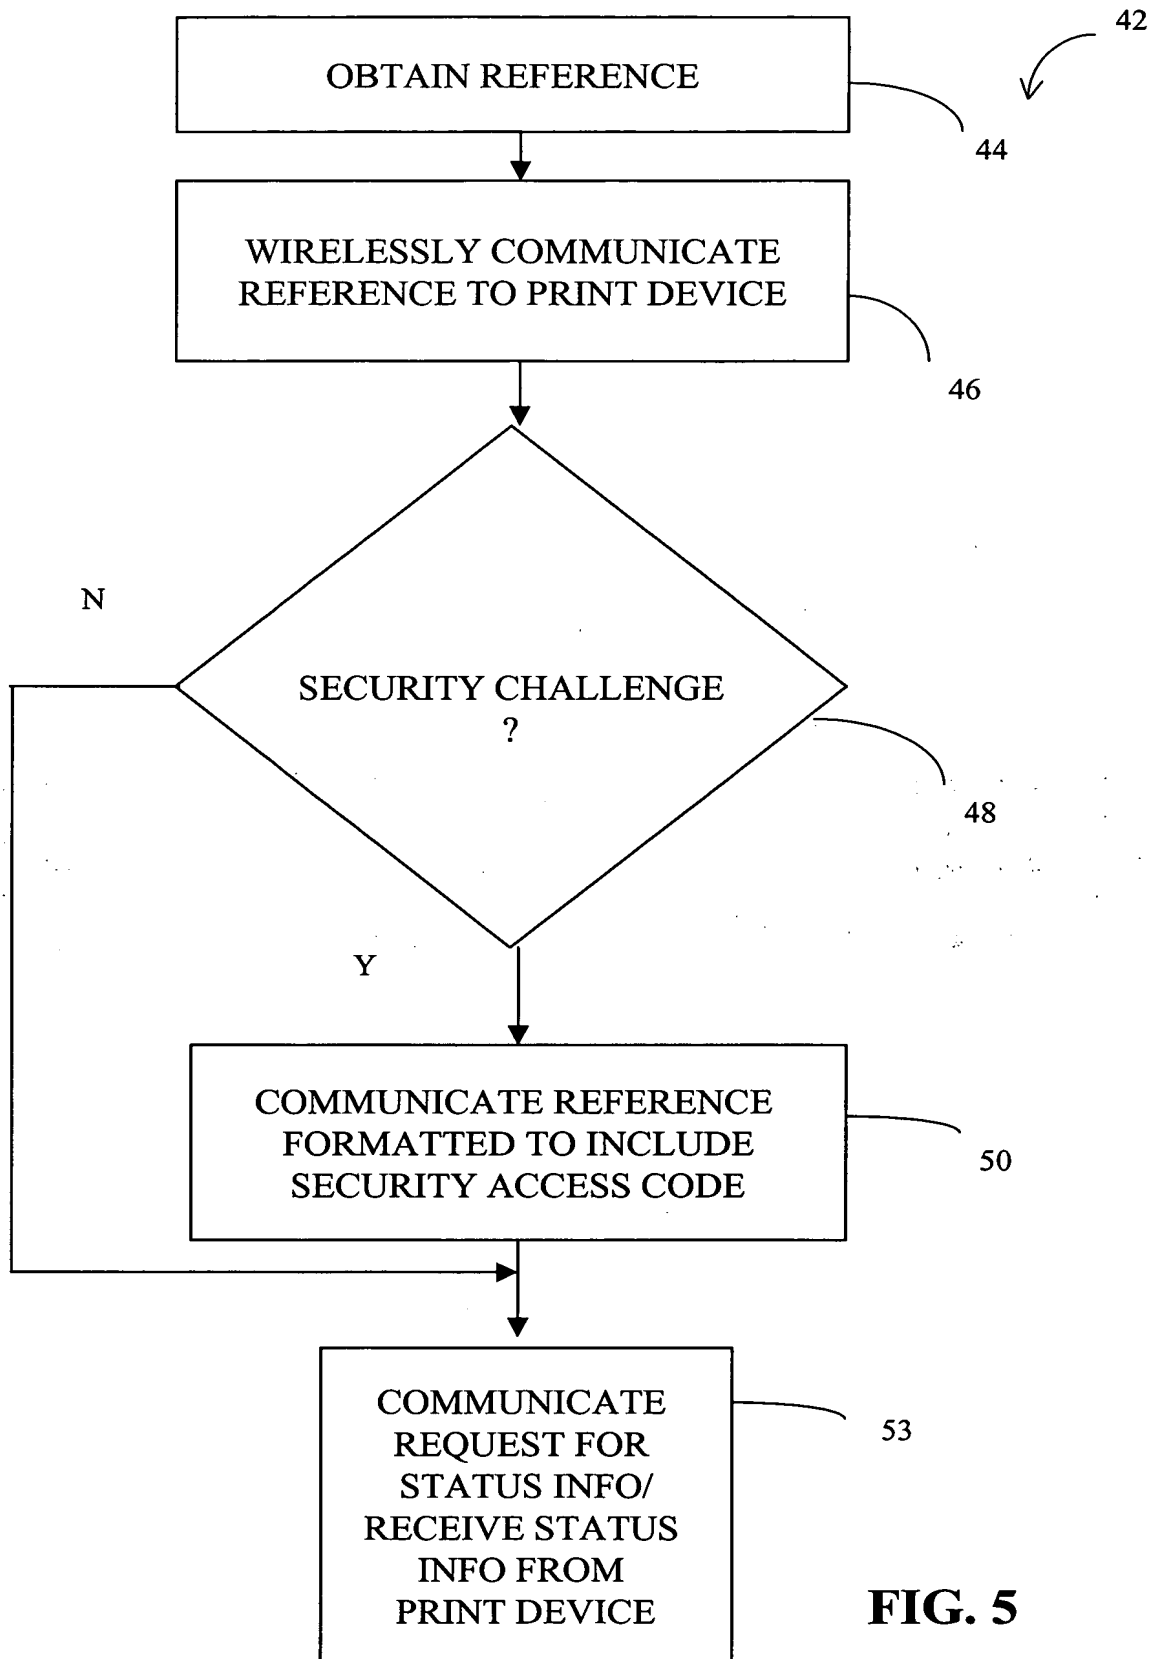 42
OBTAIN REFERENCE
44
WIRELESSLY COMMUNICATE
REFERENCE TO PRINT DEVICE
46
N
SECURITY CHALLENGE
?
48
Y
COMMUNICATE REFERENCE
FORMATTED TO INCLUDE
SECURITY ACCESS CODE
50
COMMUNICATE
REQUEST FOR
STATUS INFO/
RECEIVE STATUS
INFO FROM
PRINT DEVICE
53
FIG. 5